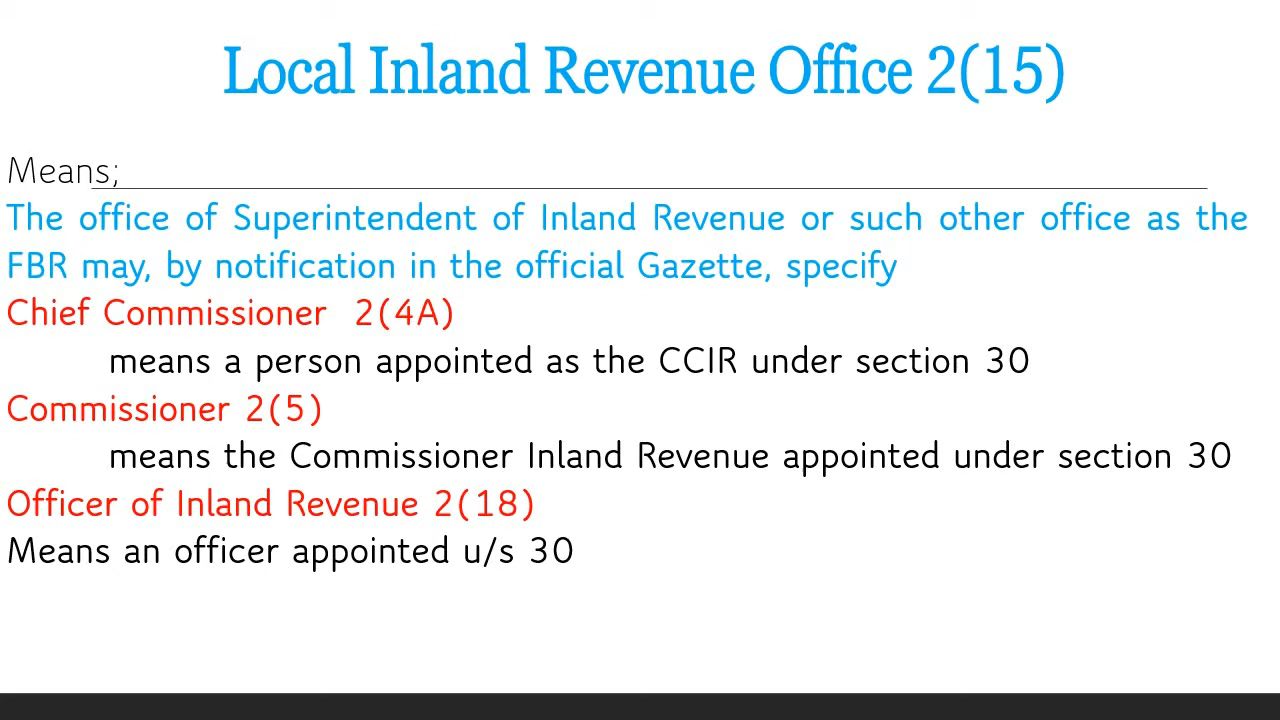 Local Inland Revenue Office 2(15)
Means;
The office of Superintendent of Inland Revenue or such other office as the
FBR may, by notification in the official Gazette, specify
Chief Commissioner 2(4A)
means a person appointed as the CCIR under section 30
Commissioner 2(5)
means the Commissioner Inland Revenue appointed under section 30
Officer of Inland Revenue 2(18)
Means an officer appointed u/s 30